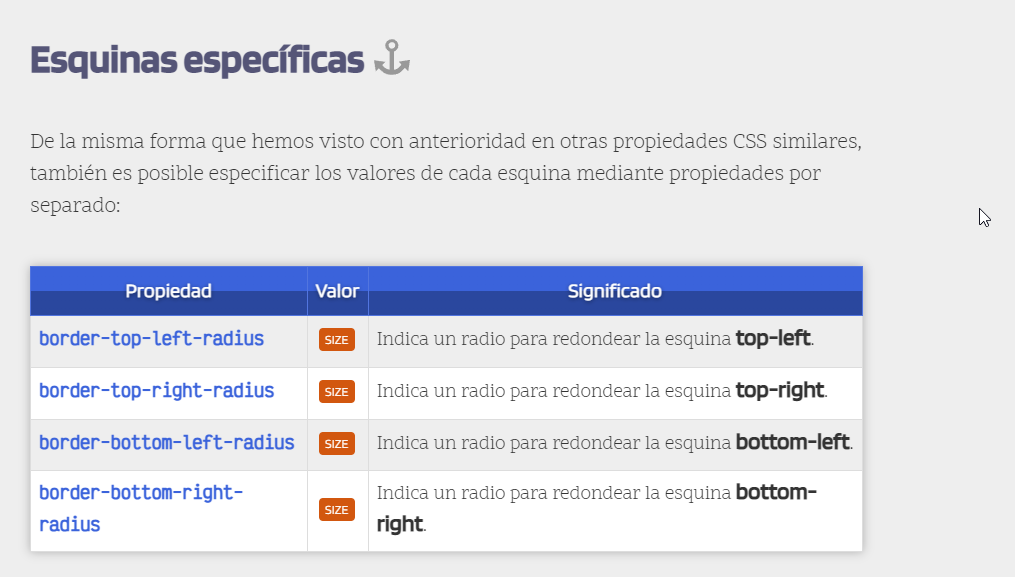 Esquinas específicas
De la misma forma que hemos visto con anterioridad en otras propiedades CSS similares,
también es posible especificar los valores de cada esquina mediante propiedades por
separado:
Propiedad Valor Significado
border-top-left-radius SIZE Indica un radio para redondear la esquina top-left.
border-top-right-radius SIZE Indica un radio para redondear la esquina top-right.
border-bottom-left-radius SIZE Indica un radio para redondear la esquina bottom-left.
border-bottom-right-
radius SIZE Indica un radio para redondear la esquina bottom-
right.